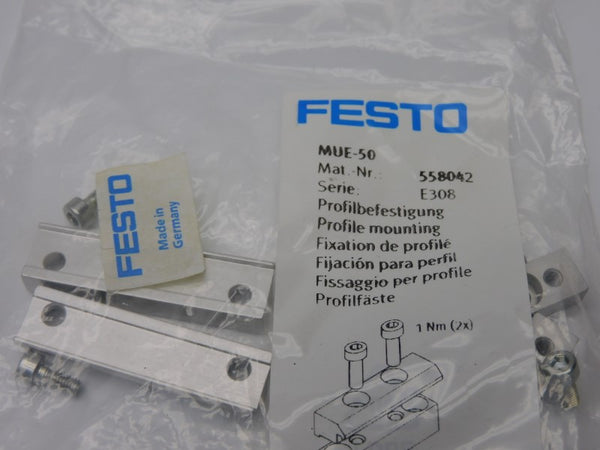 FESTO
MUE-50
Mat.-Nr.: 558042
Serie: E308
Profilbefestigung
Profile mounting
Fixation de profilé
Fijación para perfil
Fissaggio per profile
Profilfäste
1 Nm (2x)
FESTO
Made in
Germany